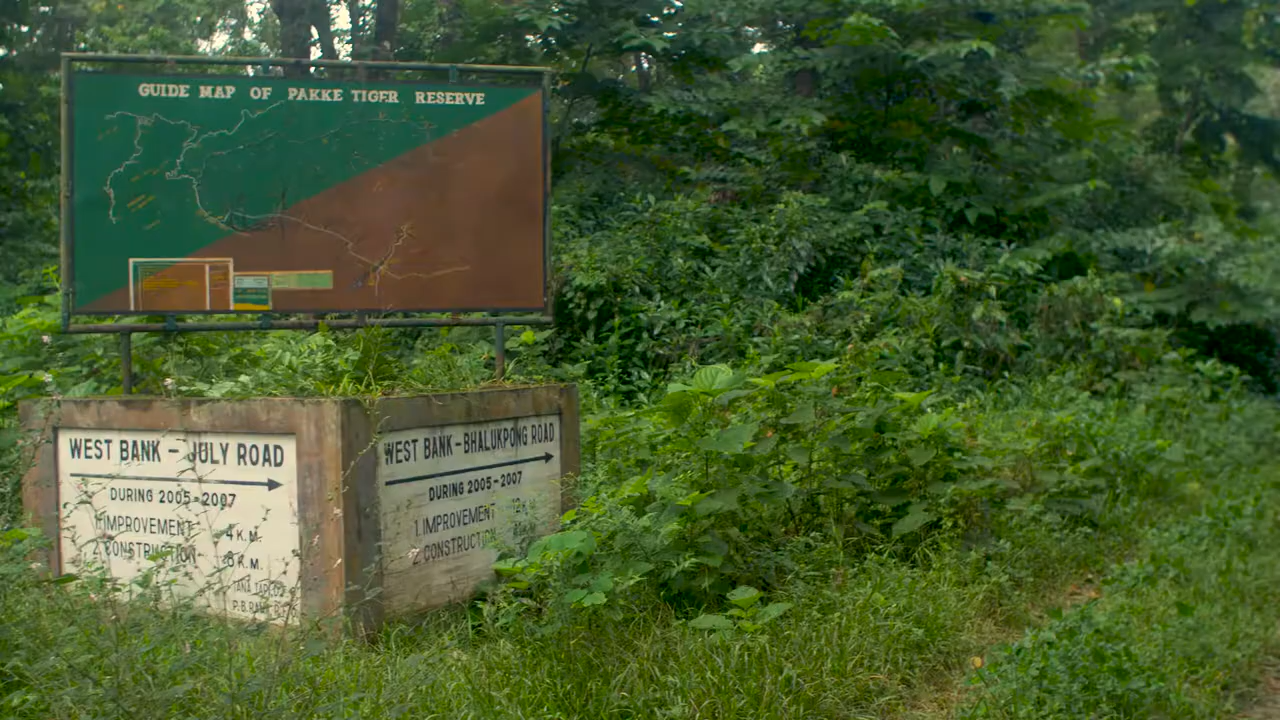 GUIDE MAP OF PAKKE TIGER RESERVE
WEST BANK – JULY ROAD
DURING 2005-2007
1. IMPROVEMENT 4 K.M.
2. CONSTRUCTION 8 K.M.
WEST BANK – BHALUKPONG ROAD
DURING 2005-2007
1. IMPROVEMENT
2. CONSTRUCTION